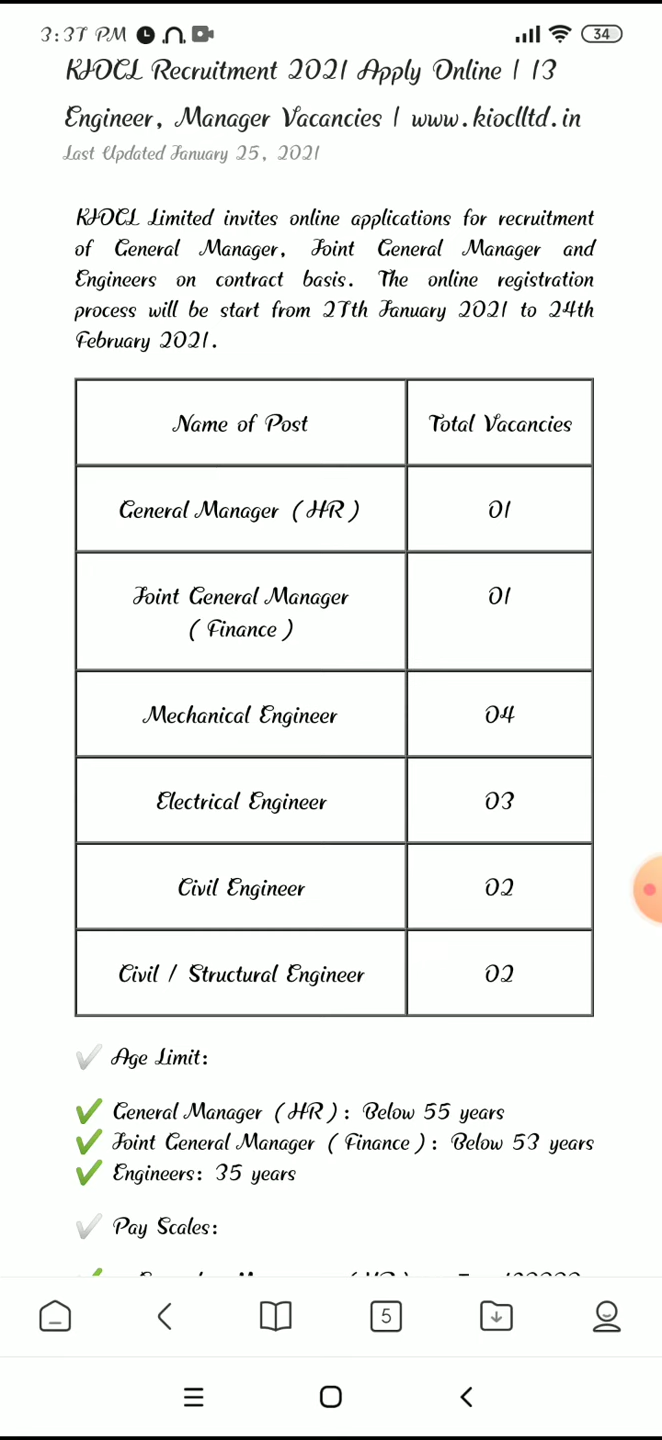 3:37 PM
34
KIOCL Recruitment 2021 Apply Online | 13
Engineer, Manager Vacancies | www.kioclltd.in
Last Updated January 25, 2021
KIOCL Limited invites online applications for recruitment
of General Manager, Joint General Manager and
Engineers on contract basis. The online registration
process will be start from 27th January 2021 to 24th
February 2021.
Name of Post Total Vacancies
General Manager (HR) 01
Joint General Manager 01
(Finance)
Mechanical Engineer 04
Electrical Engineer 03
Civil Engineer 02
Civil / Structural Engineer 02
✔ Age Limit:
✔ General Manager (HR): Below 55 years
✔ Joint General Manager (Finance): Below 53 years
✔ Engineers: 35 years
✔ Pay Scales:
5